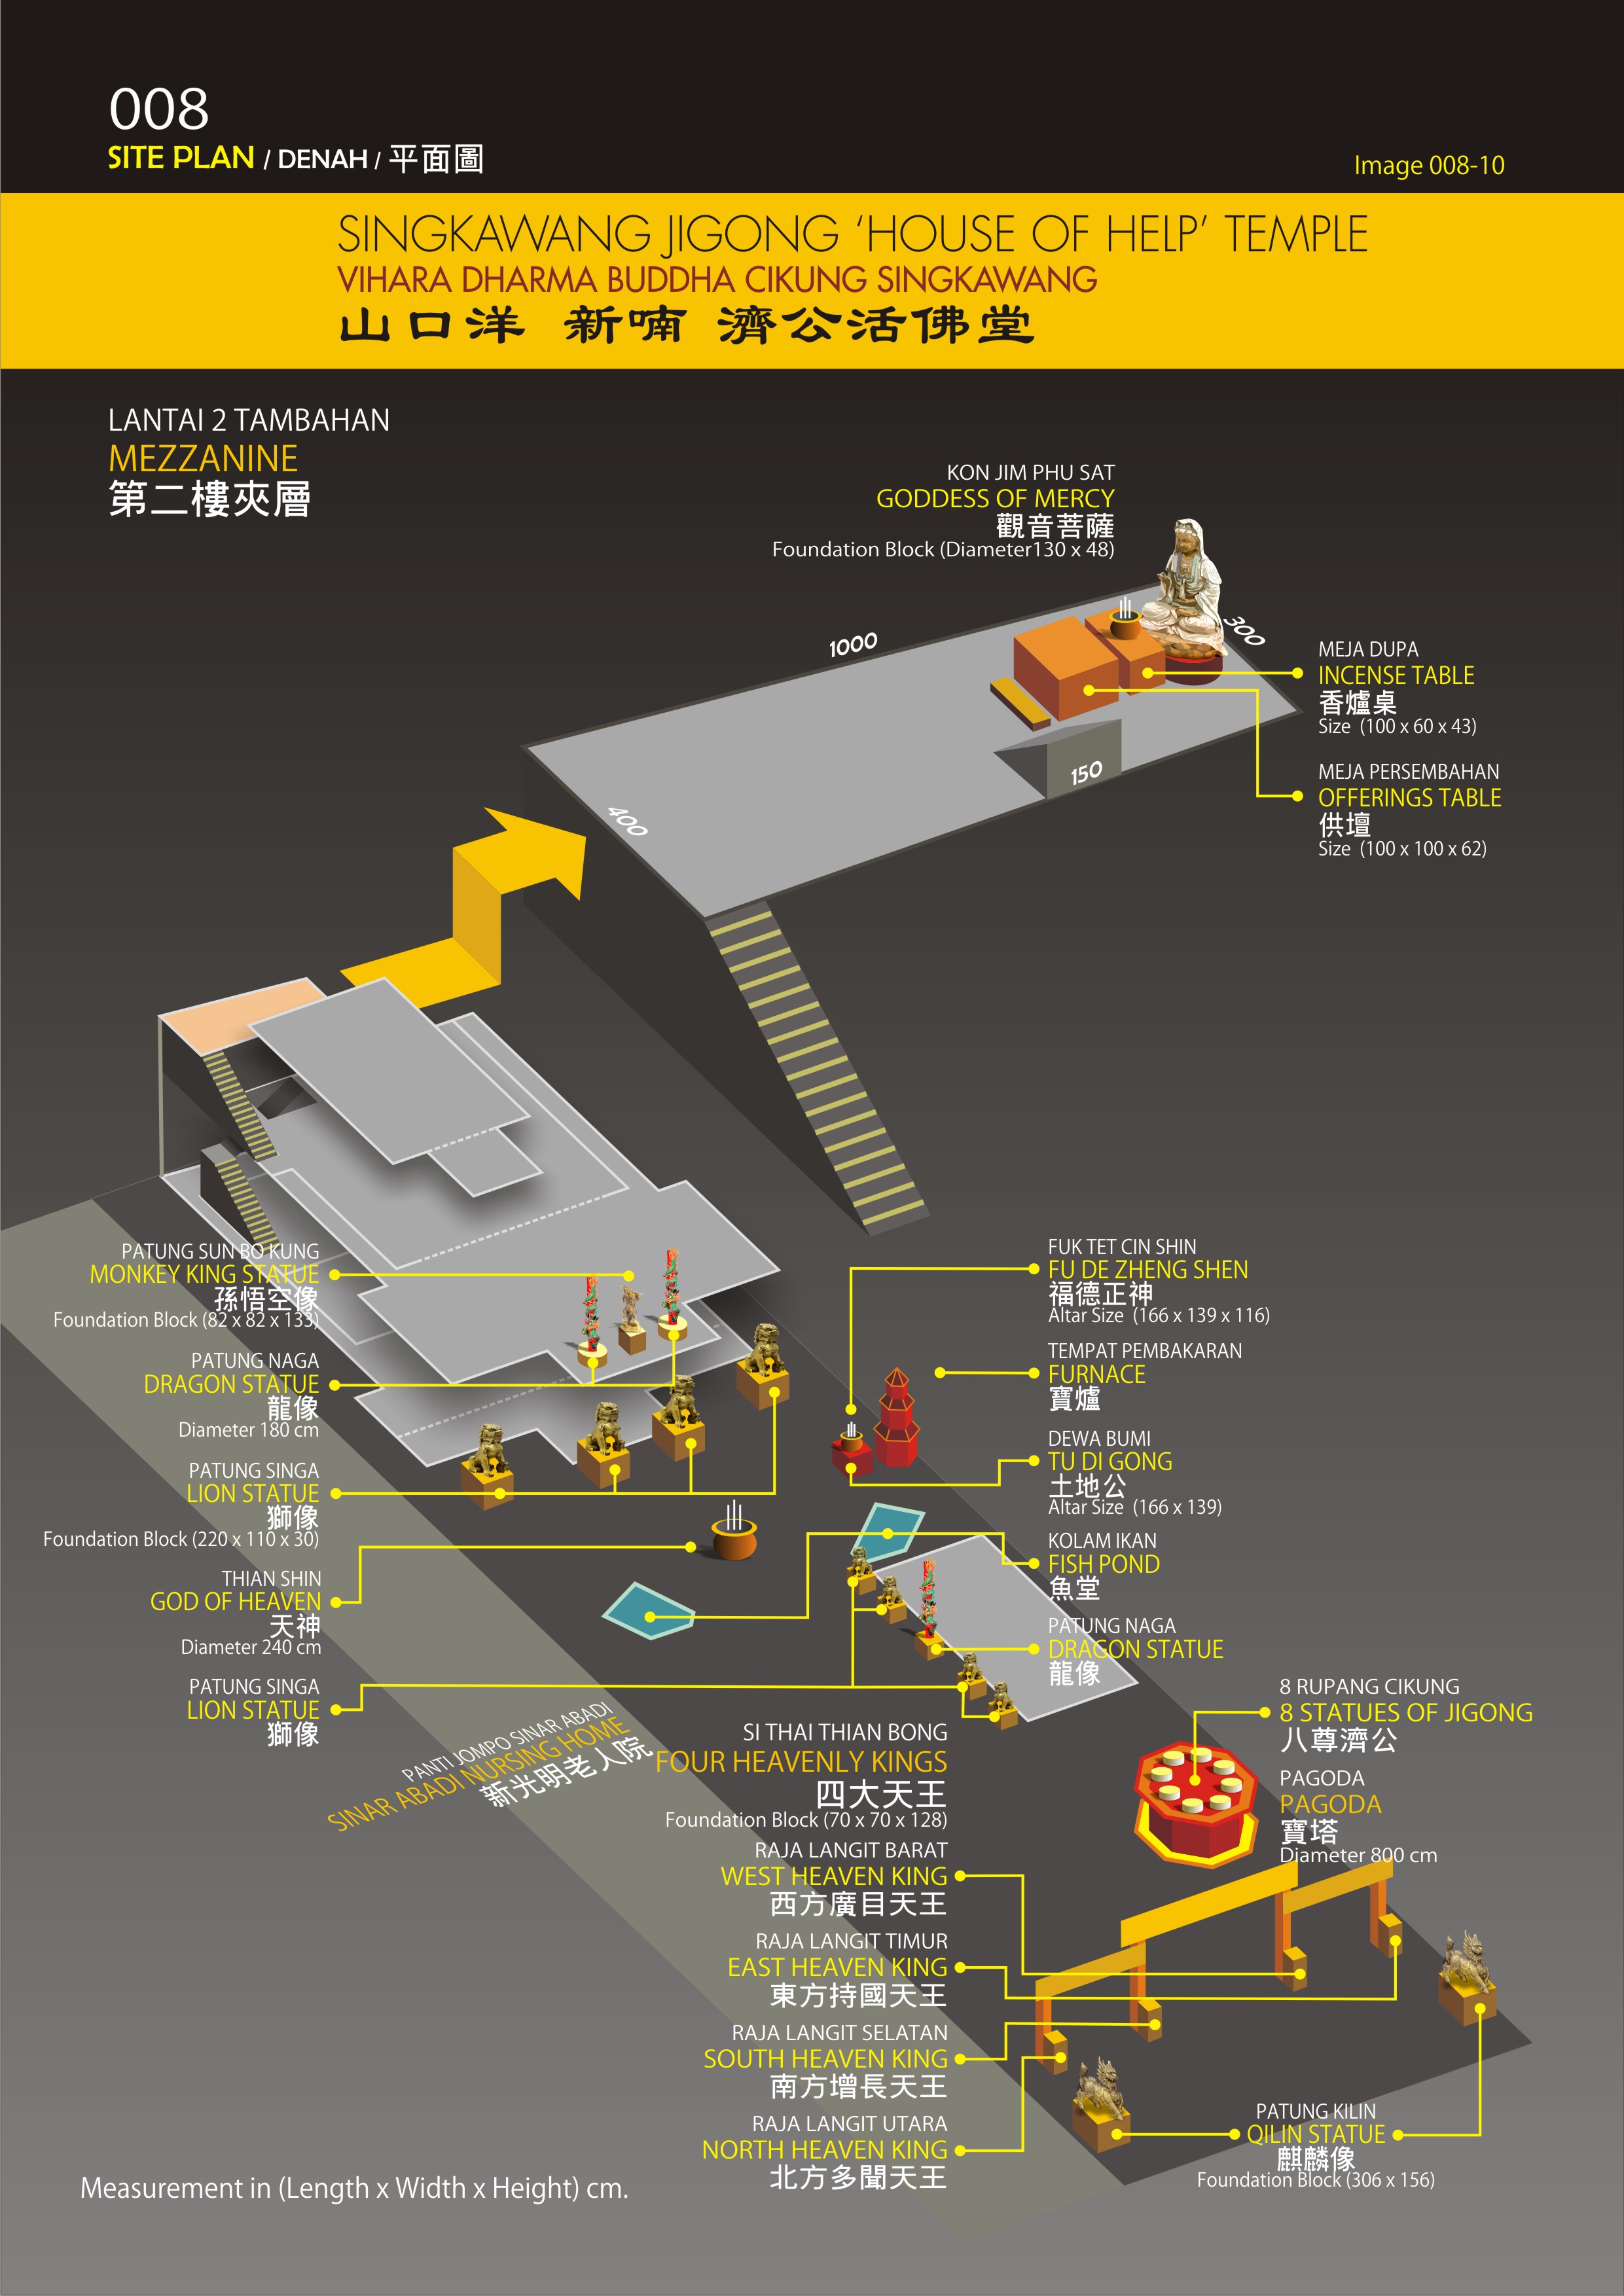 008
SITE PLAN / DENAH / 平面圖
Image 008-10
SINGKAWANG JIGONG ‘HOUSE OF HELP’ TEMPLE
VIHARA DHARMA BUDDHA CIKUNG SINGKAWANG
山口洋 新喃 濟公活佛堂
LANTAI 2 TAMBAHAN
MEZZANINE
第二樓夾層
KON JIM PHU SAT
GODDESS OF MERCY
觀音菩薩
Foundation Block (Diameter130 x 48)
1000
300
150
400
MEJA DUPA
INCENSE TABLE
香爐桌
Size (100 x 60 x 43)
MEJA PERSEMBAHAN
OFFERINGS TABLE
供壇
Size (100 x 100 x 62)
PATUNG SUN BO KUNG
MONKEY KING STATUE
孫悟空像
Foundation Block (82 x 82 x 133)
PATUNG NAGA
DRAGON STATUE
龍像
Diameter 180 cm
PATUNG SINGA
LION STATUE
獅像
Foundation Block (220 x 110 x 30)
THIAN SHIN
GOD OF HEAVEN
天神
Diameter 240 cm
PATUNG SINGA
LION STATUE
獅像
FUK TET CIN SHIN
FU DE ZHENG SHEN
福德正神
Altar Size (166 x 139 x 116)
TEMPAT PEMBAKARAN
FURNACE
寶爐
DEWA BUMI
TU DI GONG
土地公
Altar Size (166 x 139)
KOLAM IKAN
FISH POND
魚堂
PATUNG NAGA
DRAGON STATUE
龍像
PANTI JOMPO SINAR ABADI
SINAR ABADI NURSING HOME
新光明老人院
8 RUPANG CIKUNG
8 STATUES OF JIGONG
八尊濟公
PAGODA
PAGODA
寶塔
Diameter 800 cm
SI THAI THIAN BONG
FOUR HEAVENLY KINGS
四大天王
Foundation Block (70 x 70 x 128)
RAJA LANGIT BARAT
WEST HEAVEN KING
西方廣目天王
RAJA LANGIT TIMUR
EAST HEAVEN KING
東方持國天王
RAJA LANGIT SELATAN
SOUTH HEAVEN KING
南方增長天王
RAJA LANGIT UTARA
NORTH HEAVEN KING
北方多聞天王
PATUNG KILIN
QILIN STATUE
麒麟像
Foundation Block (306 x 156)
Measurement in (Length x Width x Height) cm.